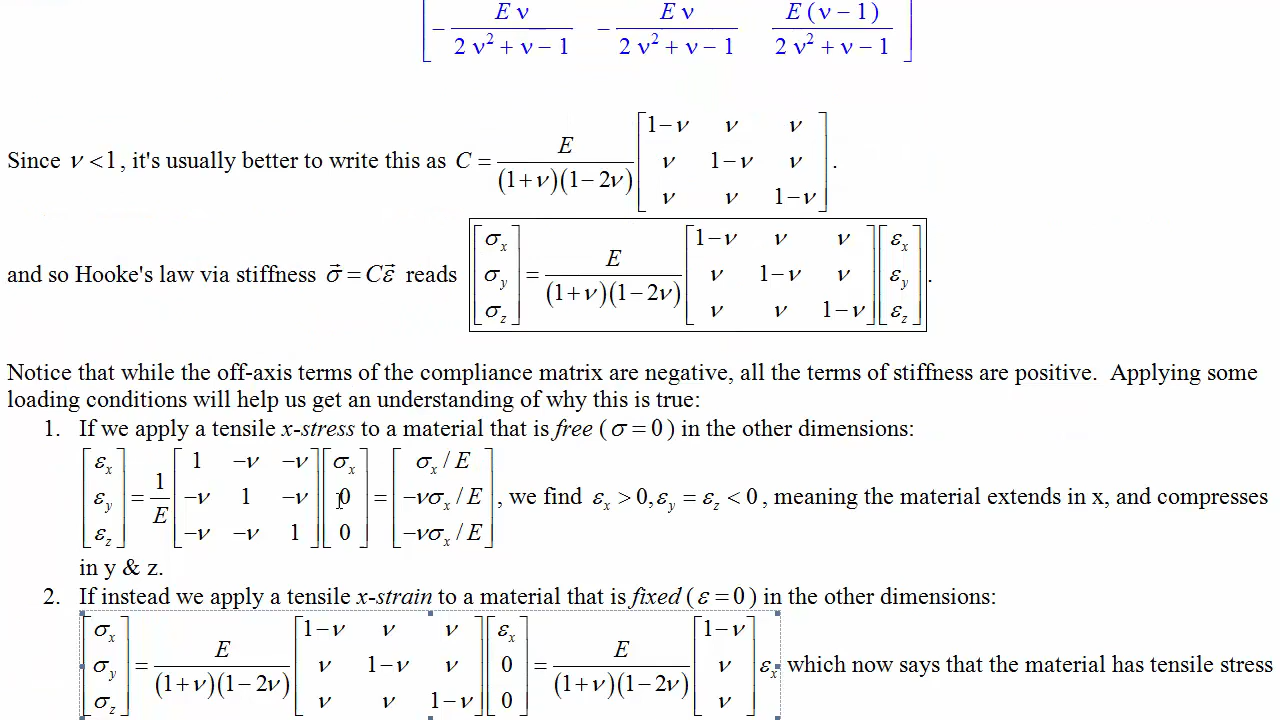 [ − E ν / (2 ν² + ν − 1)   − E ν / (2 ν² + ν − 1)   E (ν − 1) / (2 ν² + ν − 1) ]
Since ν < 1, it's usually better to write this as C = E / ((1+ν)(1−2ν)) [1−ν ν ν; ν 1−ν ν; ν ν 1−ν].
and so Hooke's law via stiffness σ⃗ = Cε⃗ reads [σx; σy; σz] = E / ((1+ν)(1−2ν)) [1−ν ν ν; ν 1−ν ν; ν ν 1−ν] [εx; εy; εz].
Notice that while the off-axis terms of the compliance matrix are negative, all the terms of stiffness are positive. Applying some
loading conditions will help us get an understanding of why this is true:
1. If we apply a tensile x-stress to a material that is free (σ = 0) in the other dimensions:
[εx; εy; εz] = 1/E [1 −ν −ν; −ν 1 −ν; −ν −ν 1] [σx; 0; 0] = [σx / E; −νσx / E; −νσx / E], we find εx > 0, εy = εz < 0, meaning the material extends in x, and compresses
in y & z.
2. If instead we apply a tensile x-strain to a material that is fixed (ε = 0) in the other dimensions:
[σx; σy; σz] = E / ((1+ν)(1−2ν)) [1−ν ν ν; ν 1−ν ν; ν ν 1−ν] [εx; 0; 0] = E / ((1+ν)(1−2ν)) [1−ν; ν; ν] εx, which now says that the material has tensile stress